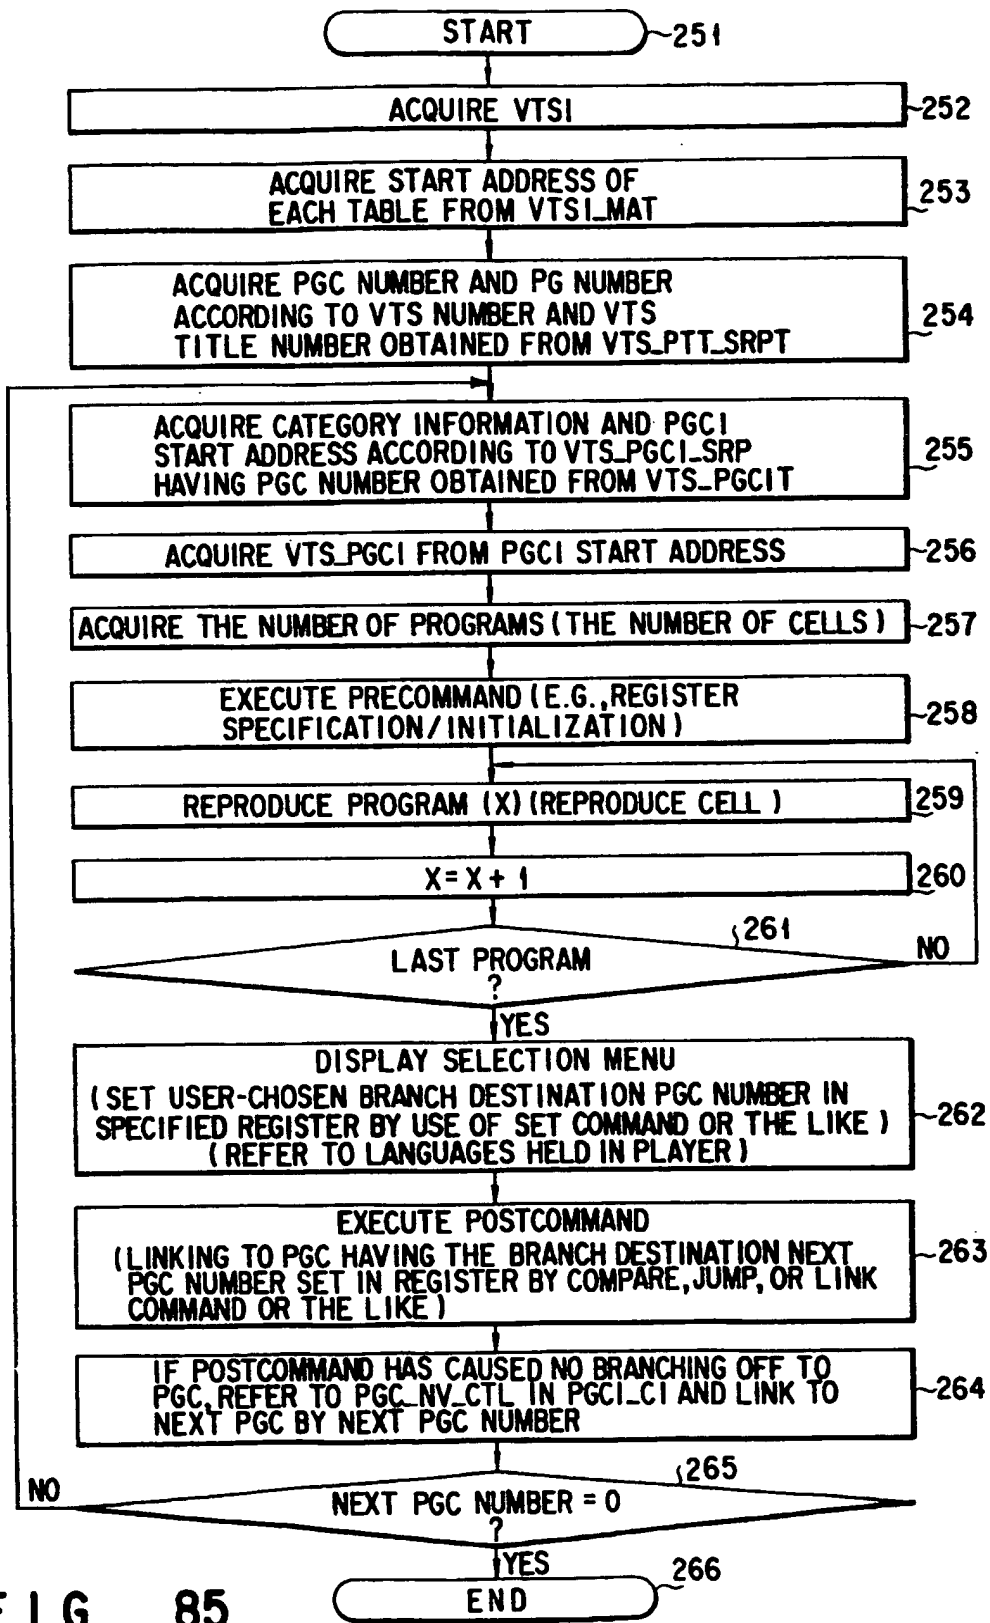 START
251
ACQUIRE VTSI
252
ACQUIRE START ADDRESS OF
EACH TABLE FROM VTSI_MAT
253
ACQUIRE PGC NUMBER AND PG NUMBER
ACCORDING TO VTS NUMBER AND VTS
TITLE NUMBER OBTAINED FROM VTS_PTT_SRPT
254
ACQUIRE CATEGORY INFORMATION AND PGCI
START ADDRESS ACCORDING TO VTS_PGCI_SRP
HAVING PGC NUMBER OBTAINED FROM VTS_PGCIT
255
ACQUIRE VTS_PGCI FROM PGCI START ADDRESS
256
ACQUIRE THE NUMBER OF PROGRAMS (THE NUMBER OF CELLS)
257
EXECUTE PRECOMMAND (E.G.,REGISTER
SPECIFICATION/INITIALIZATION)
258
REPRODUCE PROGRAM (X) (REPRODUCE CELL)
259
X=X+1
260
261
LAST PROGRAM
?
NO
YES
DISPLAY SELECTION MENU
(SET USER-CHOSEN BRANCH DESTINATION PGC NUMBER IN
SPECIFIED REGISTER BY USE OF SET COMMAND OR THE LIKE)
(REFER TO LANGUAGES HELD IN PLAYER)
262
EXECUTE POSTCOMMAND
(LINKING TO PGC HAVING THE BRANCH DESTINATION NEXT
PGC NUMBER SET IN REGISTER BY COMPARE, JUMP, OR LINK
COMMAND OR THE LIKE)
263
IF POSTCOMMAND HAS CAUSED NO BRANCHING OFF TO
PGC, REFER TO PGC_NV_CTL IN PGCI_CI AND LINK TO
NEXT PGC BY NEXT PGC NUMBER
264
265
NO
NEXT PGC NUMBER = 0
?
YES
END
266
FIG. 85